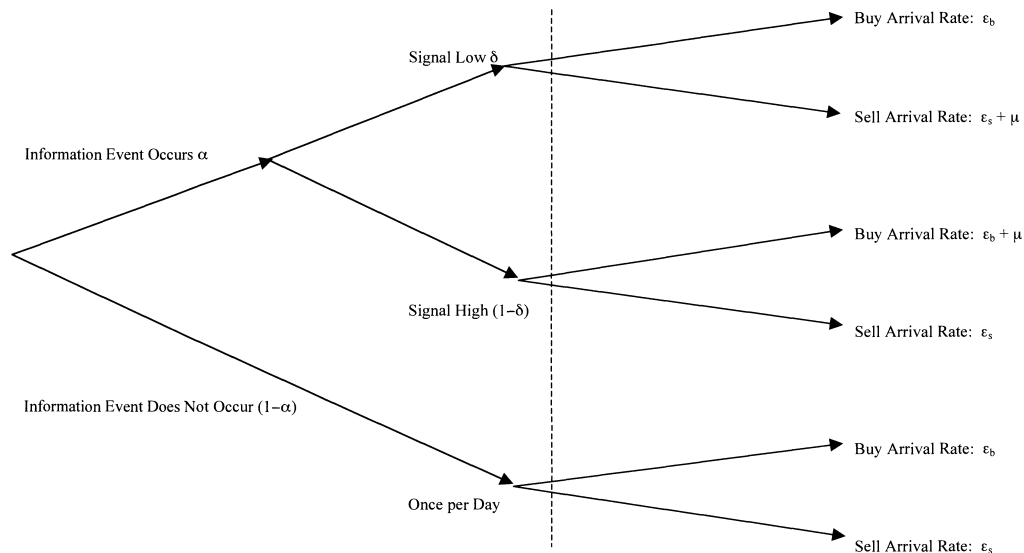 Buy Arrival Rate: εb
Signal Low δ
Sell Arrival Rate: εs + μ
Information Event Occurs α
Buy Arrival Rate: εb + μ
Signal High (1−δ)
Sell Arrival Rate: εs
Information Event Does Not Occur (1−α)
Buy Arrival Rate: εb
Once per Day
Sell Arrival Rate: εs